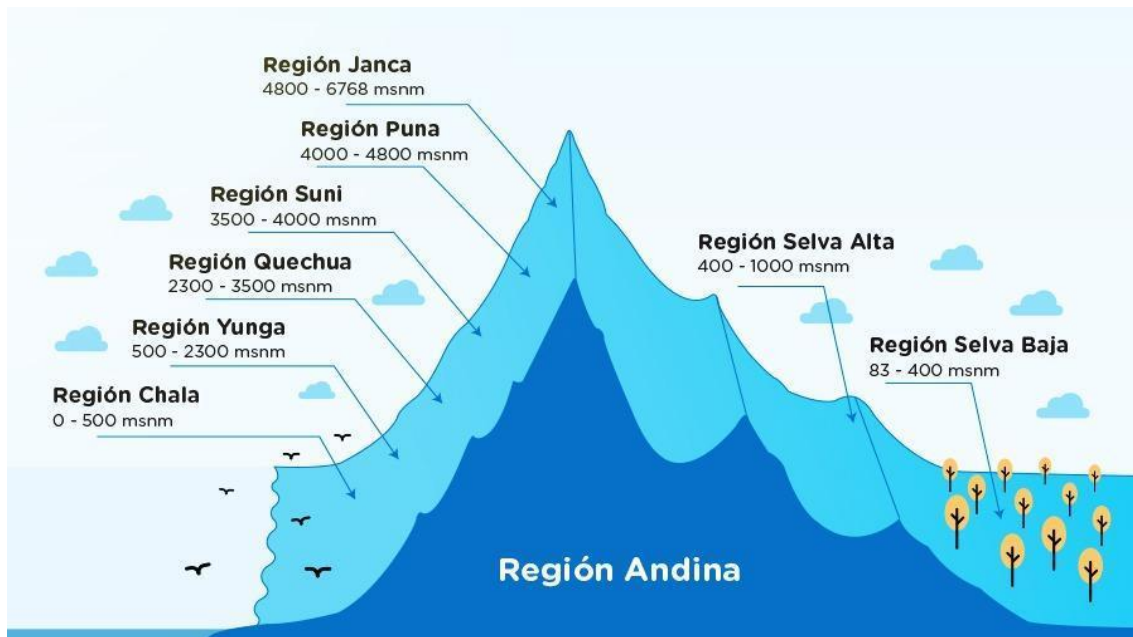 Región Janca
4800 - 6768 msnm
Región Puna
4000 - 4800 msnm
Región Suni
3500 - 4000 msnm
Región Quechua
2300 - 3500 msnm
Región Yunga
500 - 2300 msnm
Región Chala
0 - 500 msnm
Región Selva Alta
400 - 1000 msnm
Región Selva Baja
83 - 400 msnm
Región Andina